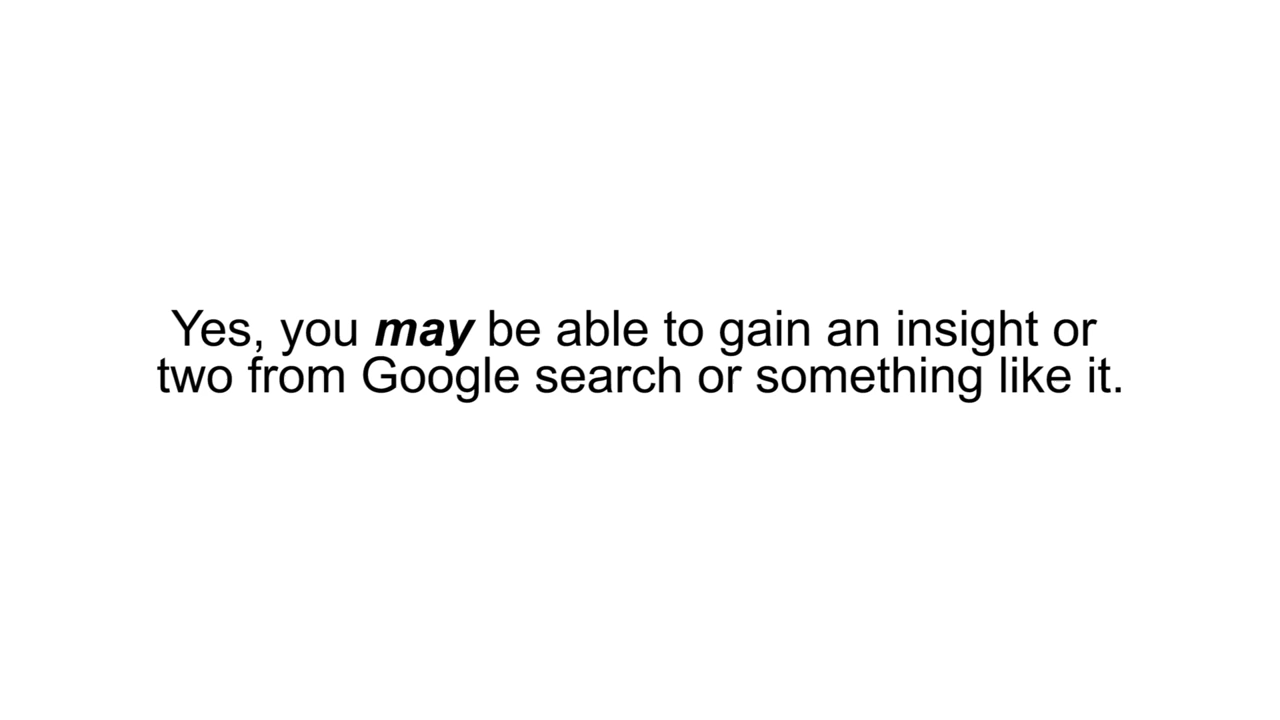 Yes, you may be able to gain an insight or
two from Google search or something like it.